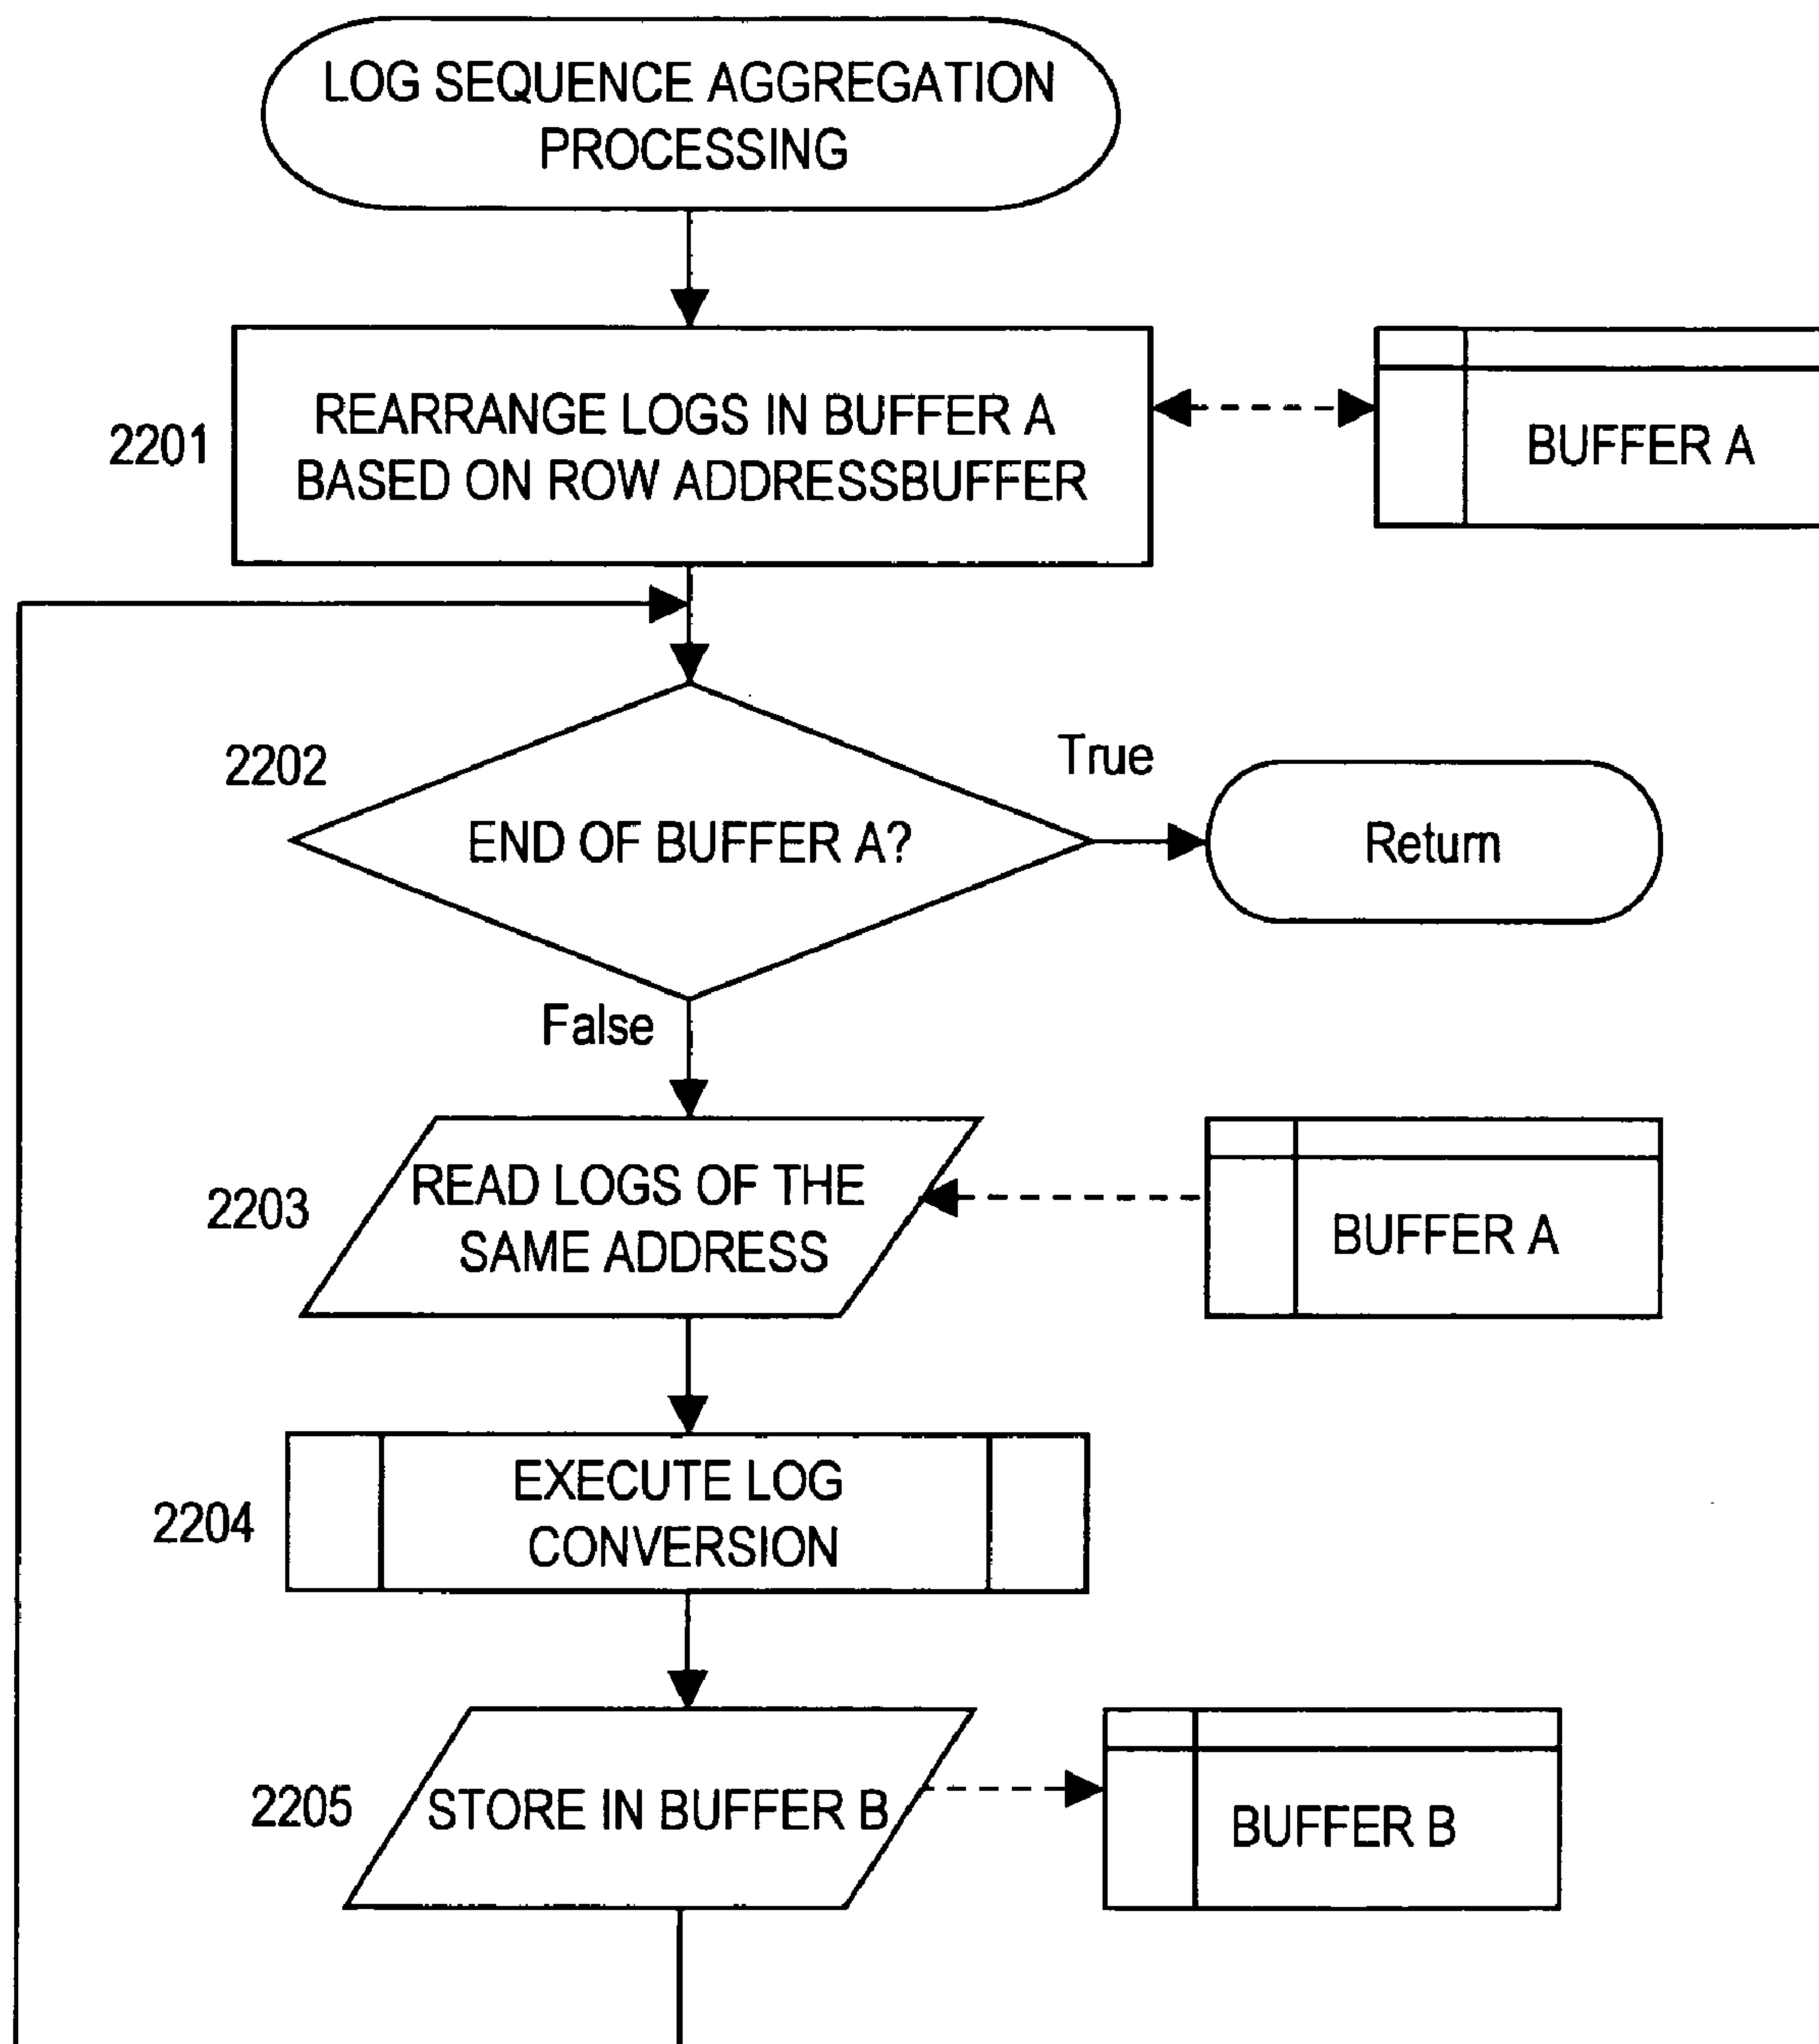 LOG SEQUENCE AGGREGATION
PROCESSING
2201
REARRANGE LOGS IN BUFFER A
BASED ON ROW ADDRESSBUFFER
BUFFER A
2202
END OF BUFFER A?
True
Return
False
2203
READ LOGS OF THE
SAME ADDRESS
BUFFER A
2204
EXECUTE LOG
CONVERSION
2205
STORE IN BUFFER B
BUFFER B